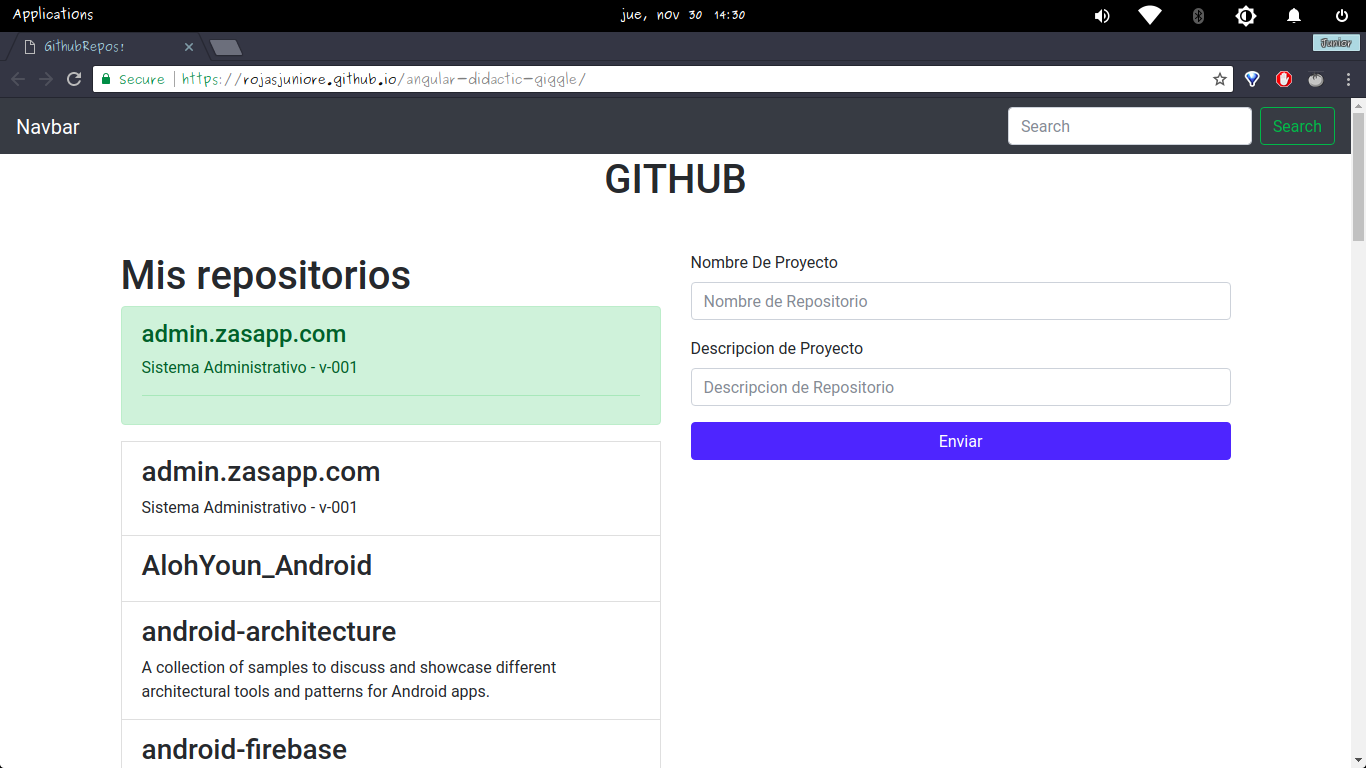 Applications
jue, nov 30 14:30
GithubRepos!
Junior
Secure
https://rojasjuniore.github.io/angular-didactic-giggle/
Navbar
Search
Search
GITHUB
Mis repositorios
admin.zasapp.com
Sistema Administrativo - v-001
admin.zasapp.com
Sistema Administrativo - v-001
AlohYoun_Android
android-architecture
A collection of samples to discuss and showcase different
architectural tools and patterns for Android apps.
android-firebase
Nombre De Proyecto
Nombre de Repositorio
Descripcion de Proyecto
Descripcion de Repositorio
Enviar